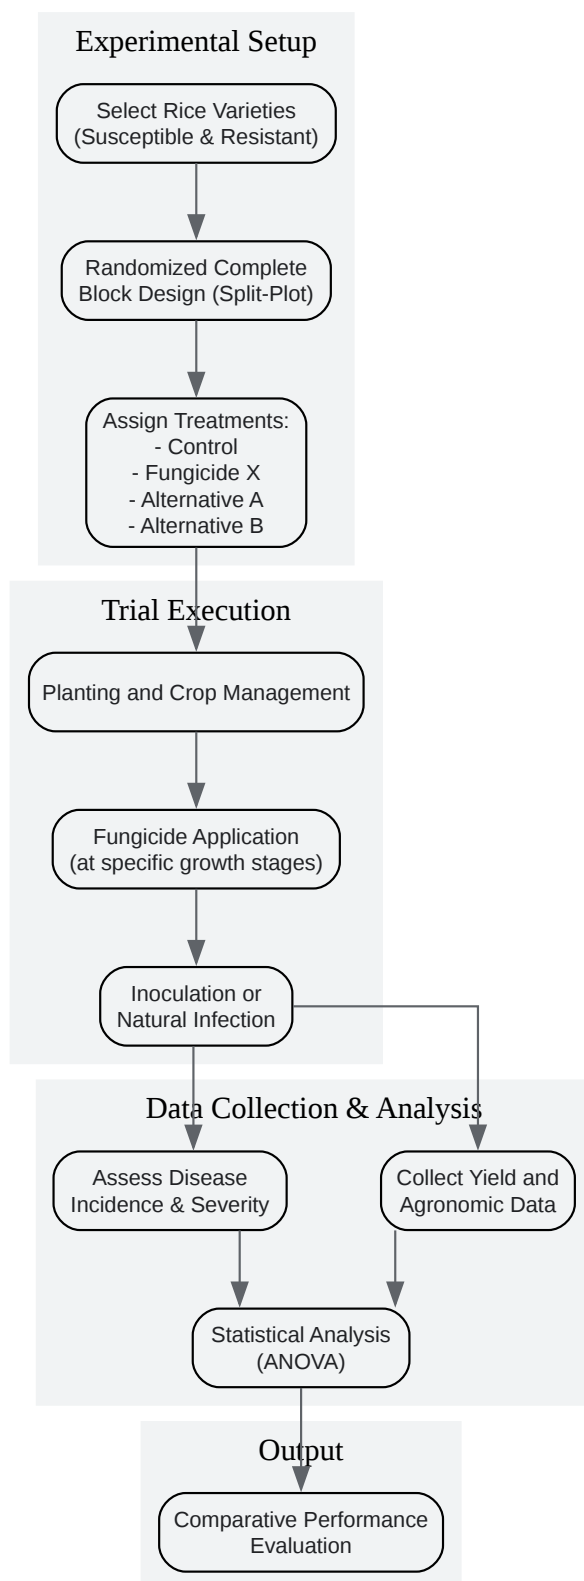 Experimental Setup
Select Rice Varieties
(Susceptible & Resistant)
Randomized Complete
Block Design (Split-Plot)
Assign Treatments:
- Control
- Fungicide X
- Alternative A
- Alternative B
Trial Execution
Planting and Crop Management
Fungicide Application
(at specific growth stages)
Inoculation or
Natural Infection
Data Collection & Analysis
Assess Disease
Incidence & Severity
Collect Yield and
Agronomic Data
Statistical Analysis
(ANOVA)
Output
Comparative Performance
Evaluation